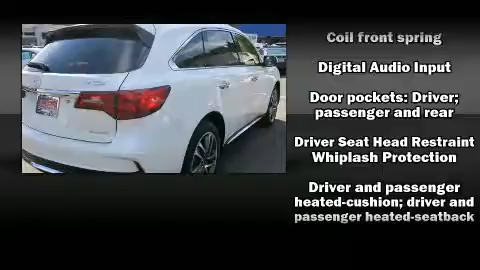 Coil front spring
Digital Audio Input
Door pockets: Driver;
passenger and rear
Driver Seat Head Restraint
Whiplash Protection
Driver and passenger
heated-cushion; driver and
passenger heated-seatback